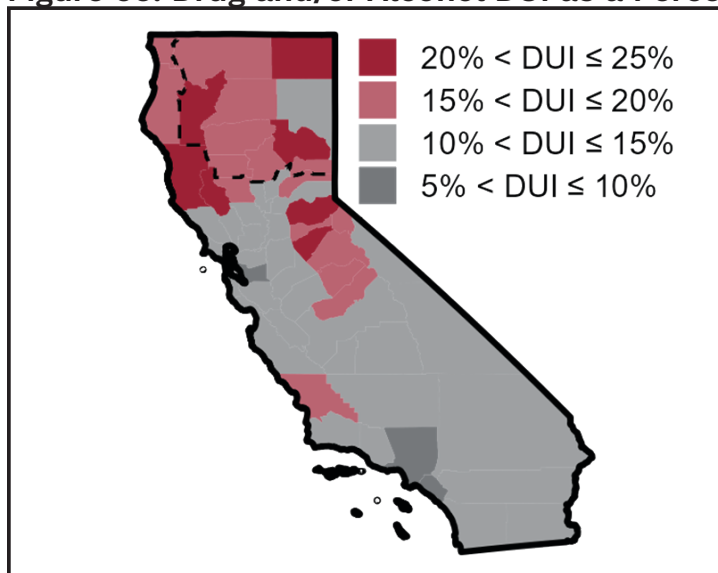 20% < DUI ≤ 25%
15% < DUI ≤ 20%
10% < DUI ≤ 15%
5% < DUI ≤ 10%